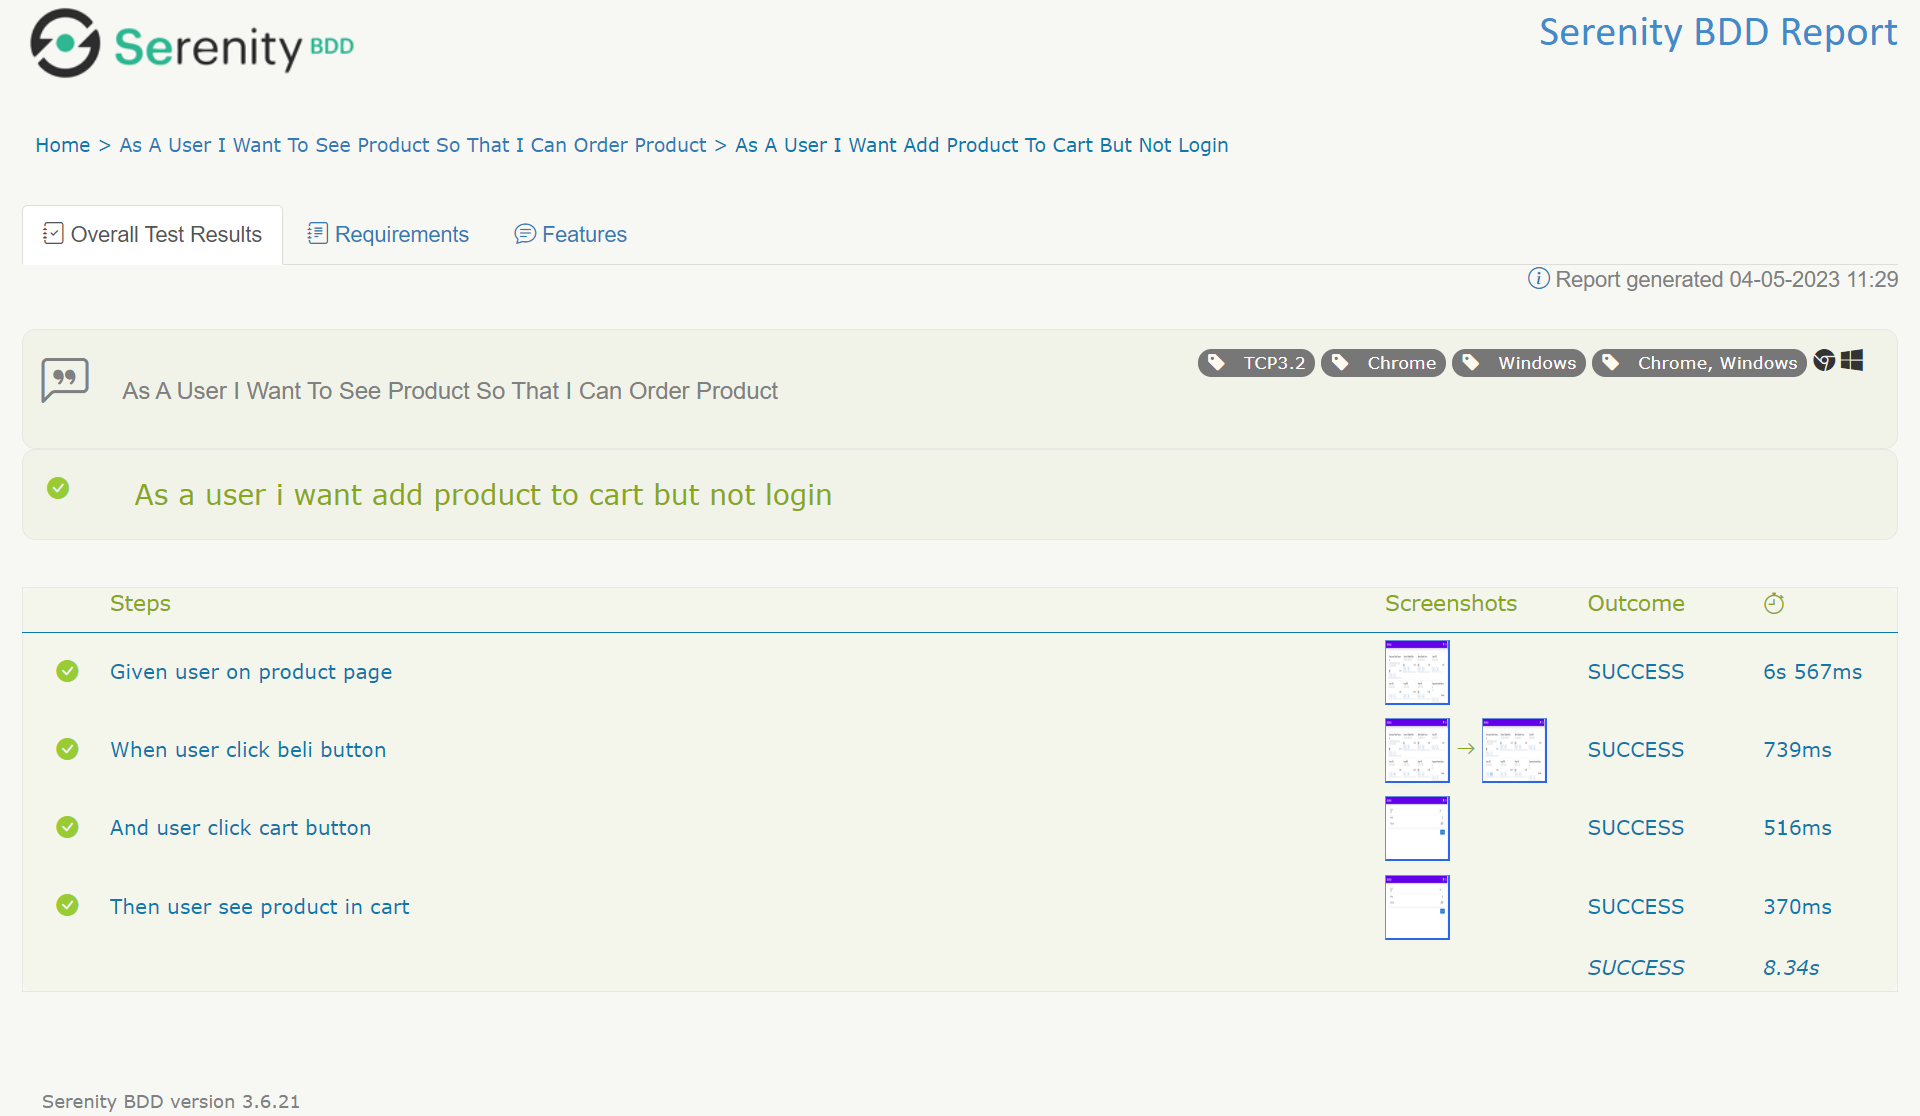 Serenity BDD
Serenity BDD Report
Home > As A User I Want To See Product So That I Can Order Product > As A User I Want Add Product To Cart But Not Login
Overall Test Results Requirements Features
Report generated 04-05-2023 11:29
TCP3.2 Chrome Windows Chrome, Windows
As A User I Want To See Product So That I Can Order Product
As a user i want add product to cart but not login
Steps Screenshots Outcome
Given user on product page SUCCESS 6s 567ms
When user click beli button → SUCCESS 739ms
And user click cart button SUCCESS 516ms
Then user see product in cart SUCCESS 370ms
SUCCESS 8.34s
Serenity BDD version 3.6.21